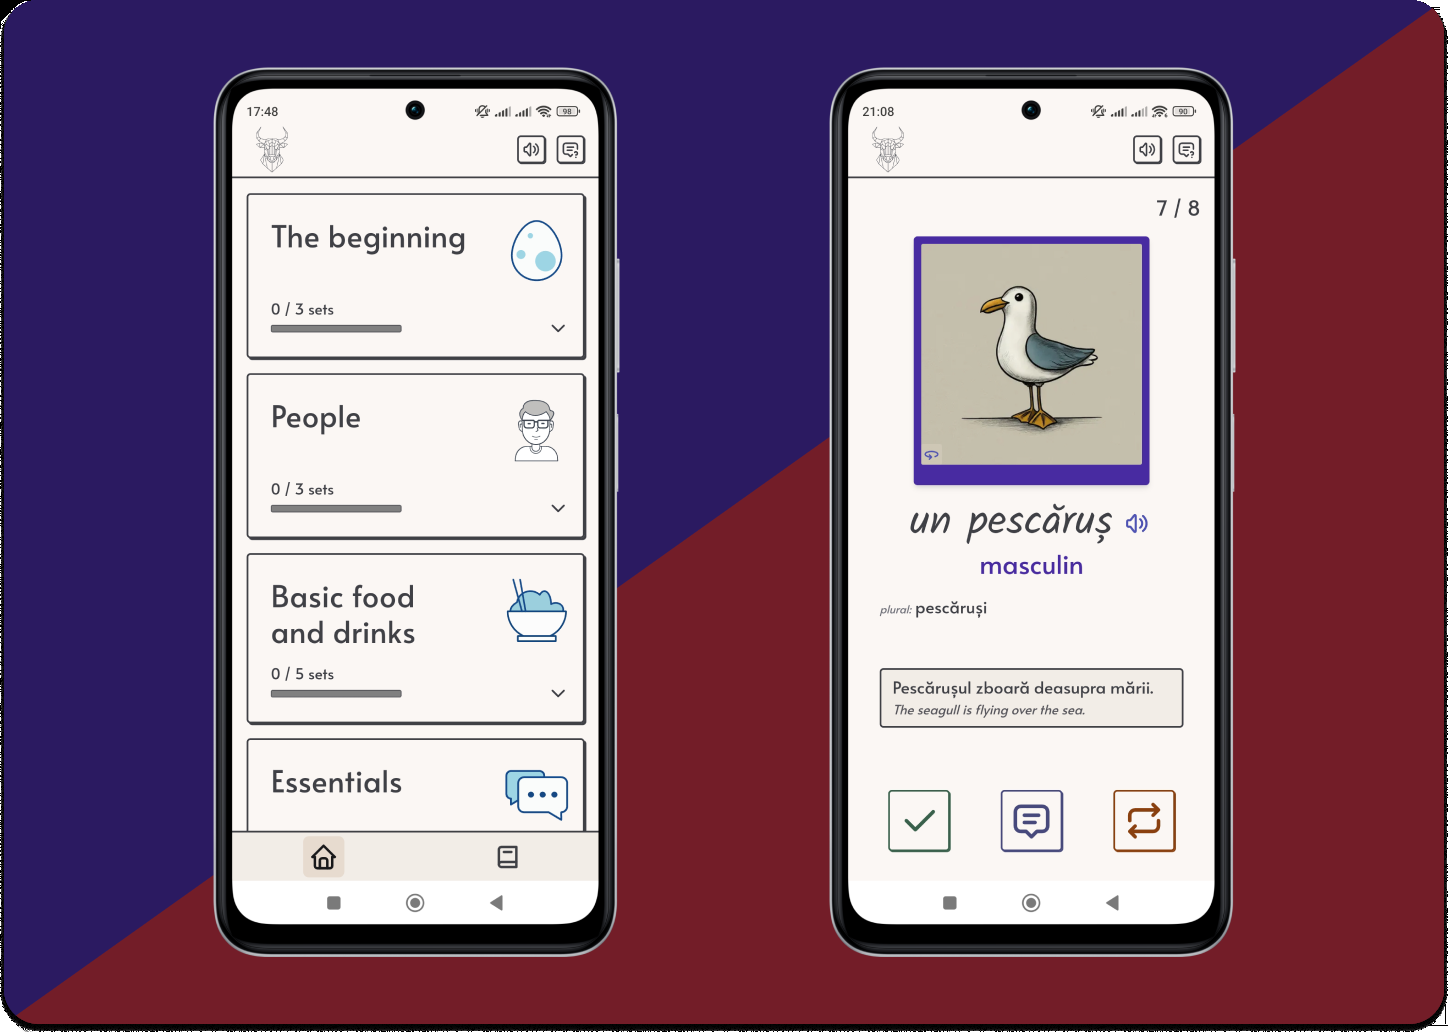 17:48
98
The beginning
0 / 3 sets
People
0 / 3 sets
Basic food
and drinks
0 / 5 sets
Essentials
21:08
90
7 / 8
un pescăruș
masculin
plural: pescăruși
Pescărușul zboară deasupra mării.
The seagull is flying over the sea.